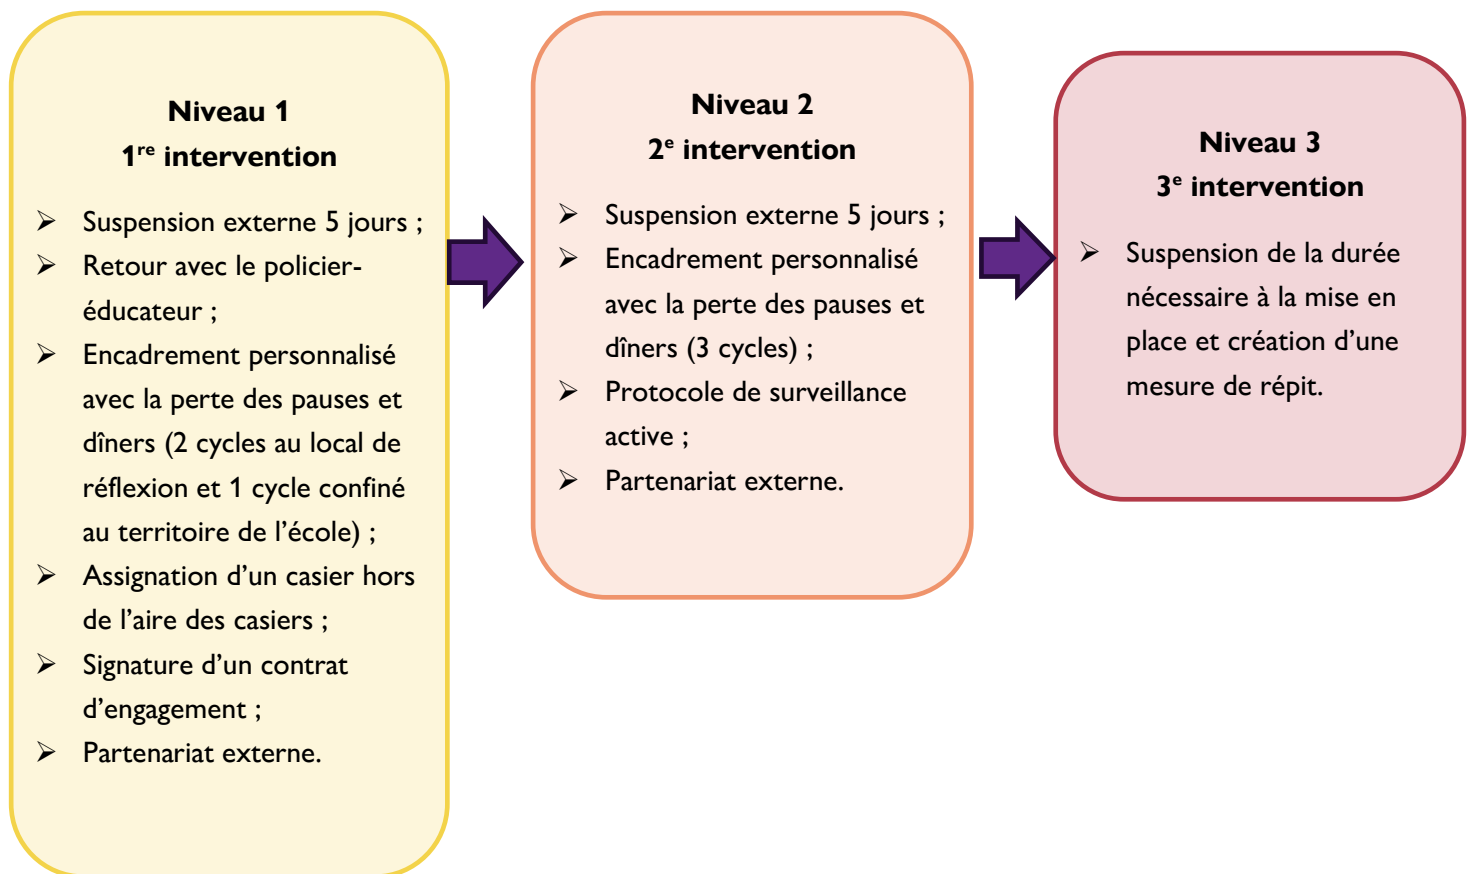 Niveau 1
1re intervention
➢ Suspension externe 5 jours ;
➢ Retour avec le policier-
éducateur ;
➢ Encadrement personnalisé
avec la perte des pauses et
dîners (2 cycles au local de
réflexion et 1 cycle confiné
au territoire de l’école) ;
➢ Assignation d’un casier hors
de l’aire des casiers ;
➢ Signature d’un contrat
d’engagement ;
➢ Partenariat externe.
Niveau 2
2e intervention
➢ Suspension externe 5 jours ;
➢ Encadrement personnalisé
avec la perte des pauses et
dîners (3 cycles) ;
➢ Protocole de surveillance
active ;
➢ Partenariat externe.
Niveau 3
3e intervention
➢ Suspension de la durée
nécessaire à la mise en
place et création d’une
mesure de répit.